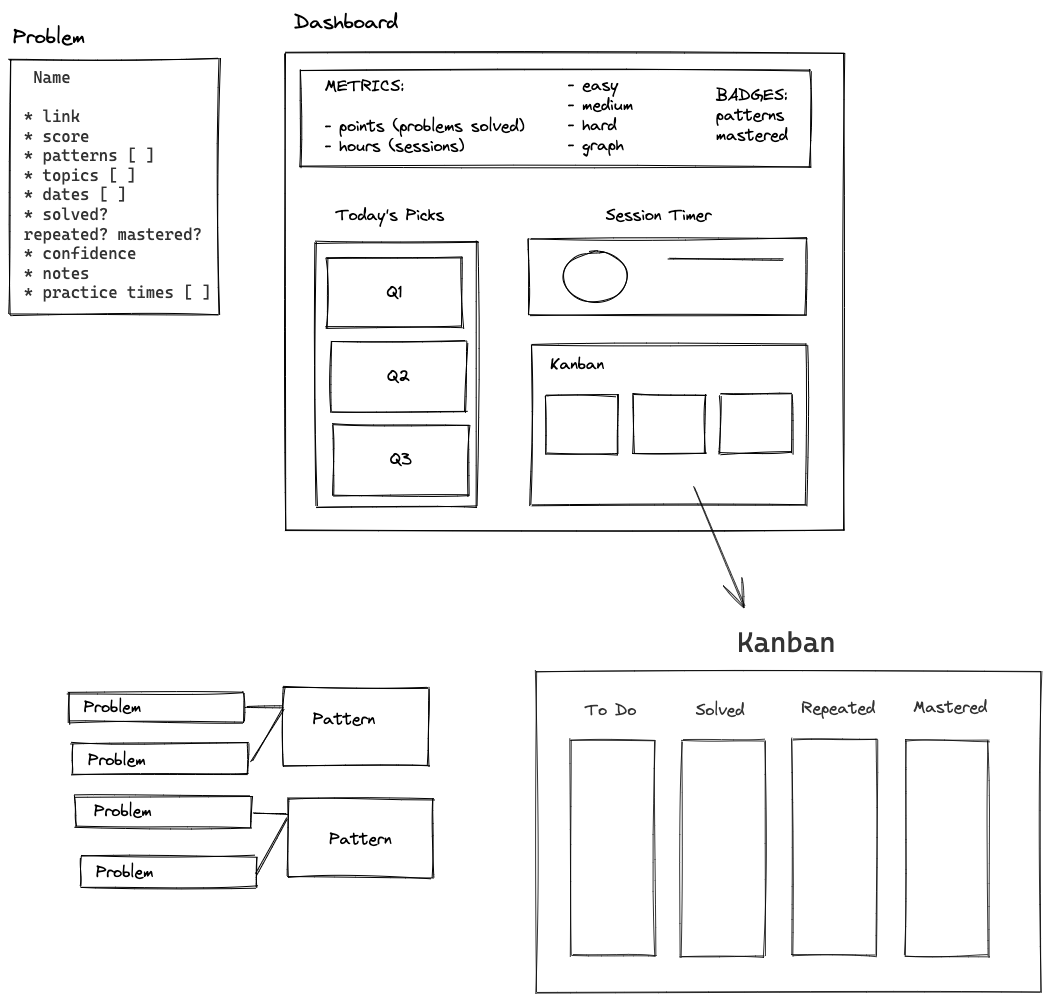 Problem
Name
* link
* score
* patterns [ ]
* topics [ ]
* dates [ ]
* solved?
repeated? mastered?
* confidence
* notes
* practice times [ ]
Dashboard
METRICS:
- points (problems solved)
- hours (sessions)
- easy
- medium
- hard
- graph
BADGES:
patterns
mastered
Today's Picks
Q1
Q2
Q3
Session Timer
Kanban
Problem
Problem
Pattern
Problem
Problem
Pattern
Kanban
To Do
Solved
Repeated
Mastered